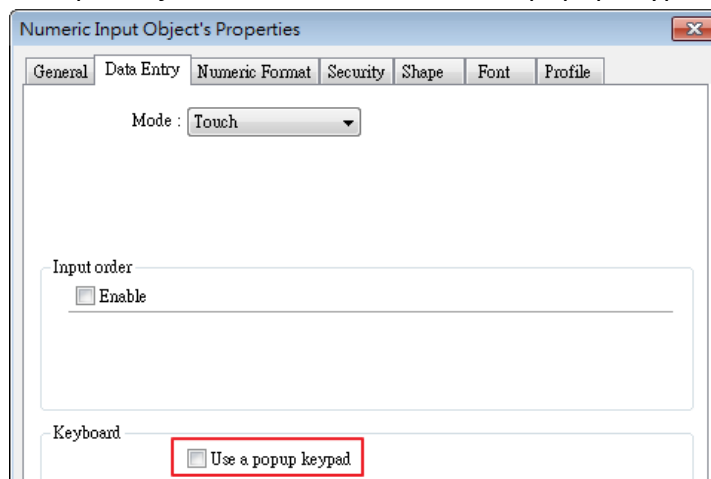 Numeric Input Object's Properties
General Data Entry Numeric Format Security Shape Font Profile
Mode : Touch
Input order
Enable
Keyboard
Use a popup keypad